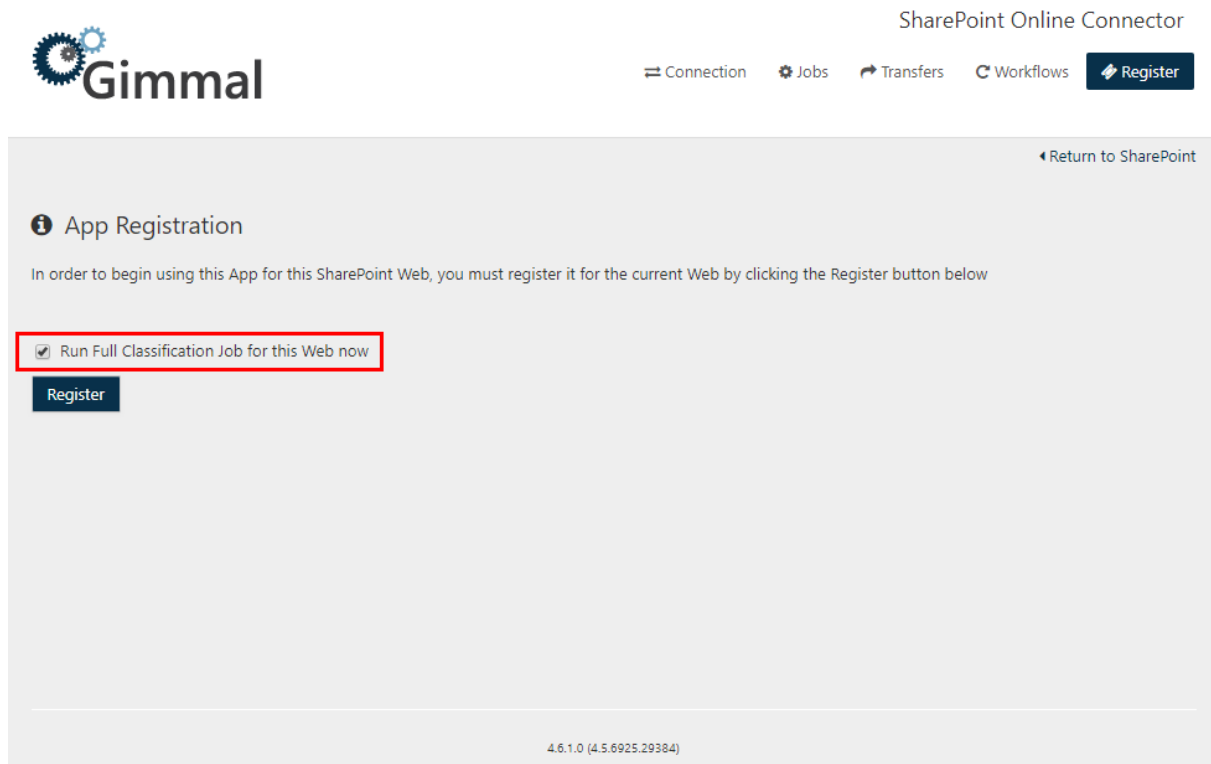 SharePoint Online Connector
Gimmal
Connection Jobs Transfers Workflows Register
Return to SharePoint
App Registration
In order to begin using this App for this SharePoint Web, you must register it for the current Web by clicking the Register button below
Run Full Classification Job for this Web now
Register
4.6.1.0 (4.5.6925.29384)